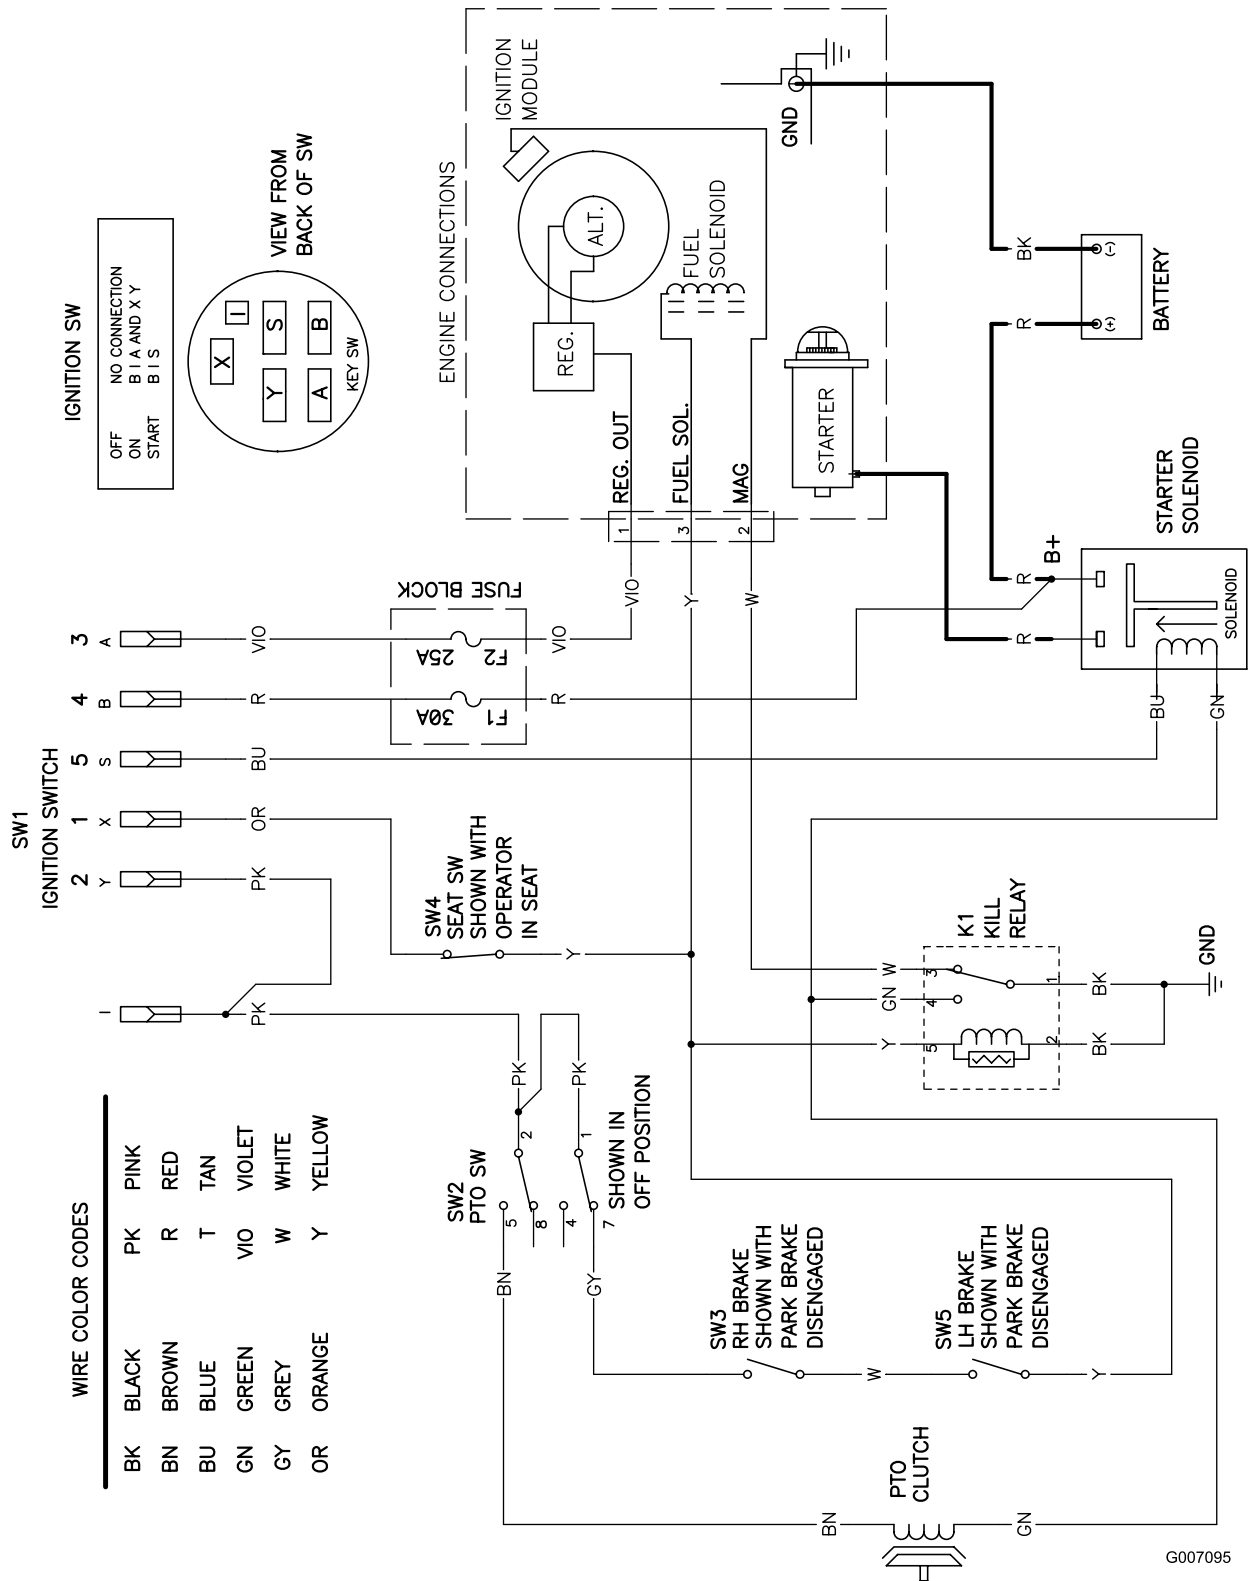 IGNITION SW
OFF NO CONNECTION
ON B I A AND X Y
START B I S
VIEW FROM
BACK OF SW
X
I
Y
S
A
B
KEY SW
ENGINE CONNECTIONS
IGNITION
MODULE
ALT.
REG.
FUEL
SOLENOID
GND
STARTER
REG. OUT
FUEL SOL.
MAG
1
3
2
BK
R
(-)
(+)
BATTERY
STARTER
SOLENOID
B+
R
R
SOLENOID
BU
GN
VIO
Y
W
FUSE BLOCK
25A
F2
30A
F1
VIO
R
SW1
IGNITION SWITCH
3
A
VIO
4
B
R
5
S
BU
1
X
OR
2
Y
PK
I
PK
SW4
SEAT SW
SHOWN WITH
OPERATOR
IN SEAT
Y
K1
KILL
RELAY
W
3
GN
4
1
BK
Y
5
2
BK
GND
PK
PK
2
1
SW2
PTO SW
5
8
4
7
SHOWN IN
OFF POSITION
BN
GY
SW3
RH BRAKE
SHOWN WITH
PARK BRAKE
DISENGAGED
W
SW5
LH BRAKE
SHOWN WITH
PARK BRAKE
DISENGAGED
Y
PTO
CLUTCH
BN
GN
WIRE COLOR CODES
BK BLACK PK PINK
BN BROWN R RED
BU BLUE T TAN
GN GREEN VIO VIOLET
GY GREY W WHITE
OR ORANGE Y YELLOW
G007095